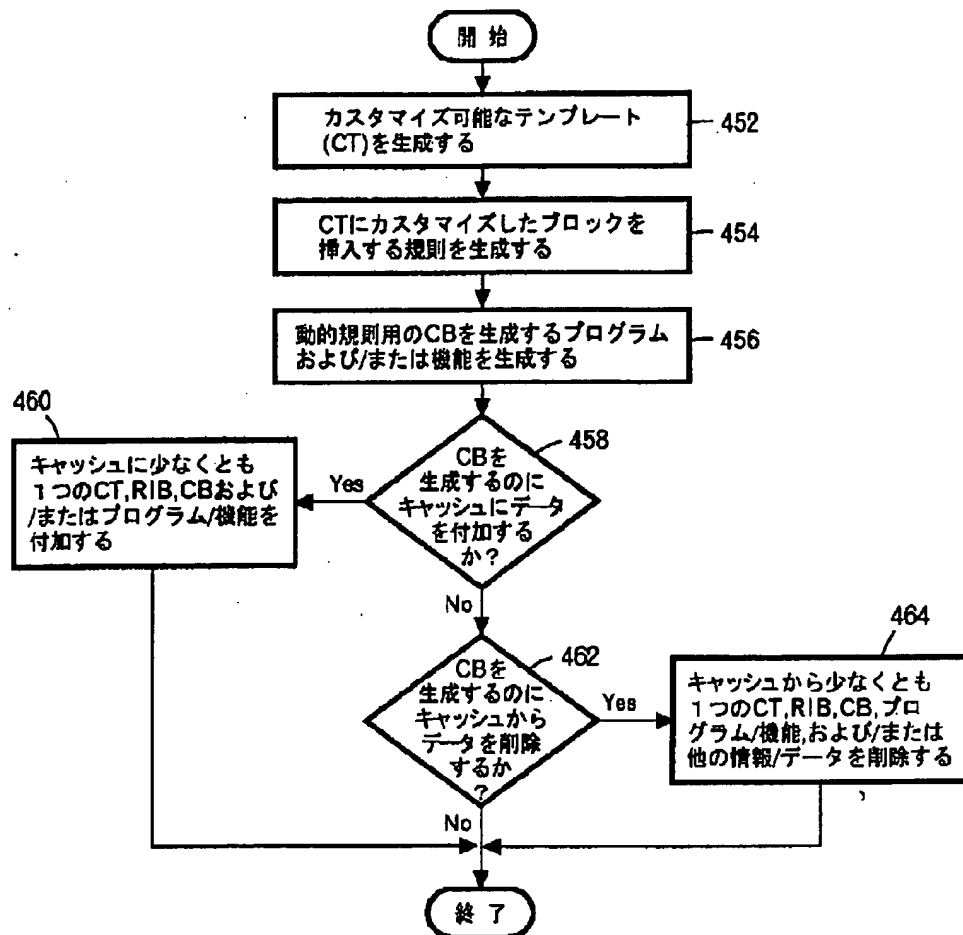 開 始
カスタマイズ可能なテンプレート
(CT)を生成する
452
CTにカスタマイズしたブロックを
挿入する規則を生成する
454
動的規則用のCBを生成するプログラム
および/または機能を生成する
456
460
キャッシュに少なくとも
1つのCT,RIB,CBおよび
/またはプログラム/機能を
付加する
Yes
458
CBを
生成するのに
キャッシュにデータ
を付加する
か?
No
462
CBを
生成するのに
キャッシュから
データを削除
するか
?
Yes
464
キャッシュから少なくとも
1つのCT,RIB,CB,プロ
グラム/機能,および/または
他の情報/データを削除する
No
終 了